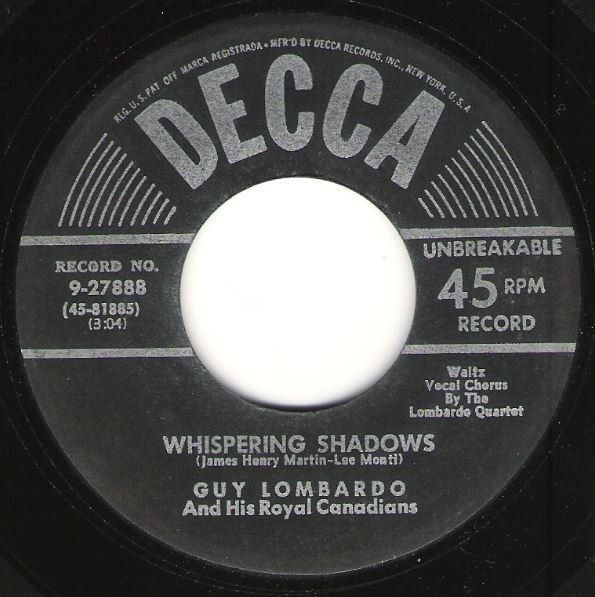 REG. U.S. PAT OFF MARCA REGISTRADA • MFR'D BY DECCA RECORDS, INC., NEW YORK, U.S.A.
DECCA
RECORD NO.
9-27888
(45-81885)
(3:04)
UNBREAKABLE
45 RPM
RECORD
Waltz
Vocal Chorus
By The
Lombardo Quartet
WHISPERING SHADOWS
(James Henry Martin-Lee Monti)
GUY LOMBARDO
And His Royal Canadians